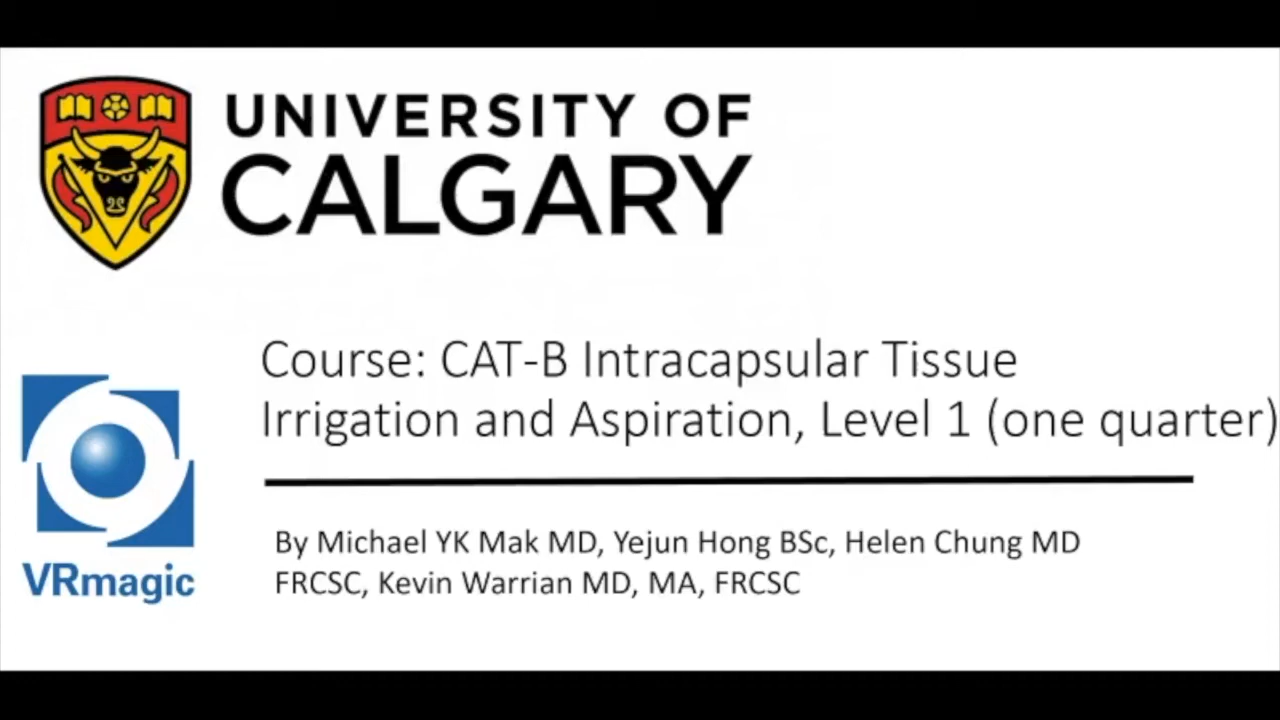 UNIVERSITY OF
CALGARY
Course: CAT-B Intracapsular Tissue
Irrigation and Aspiration, Level 1 (one quarter)
VRmagic
By Michael YK Mak MD, Yejun Hong BSc, Helen Chung MD
FRCSC, Kevin Warrian MD, MA, FRCSC